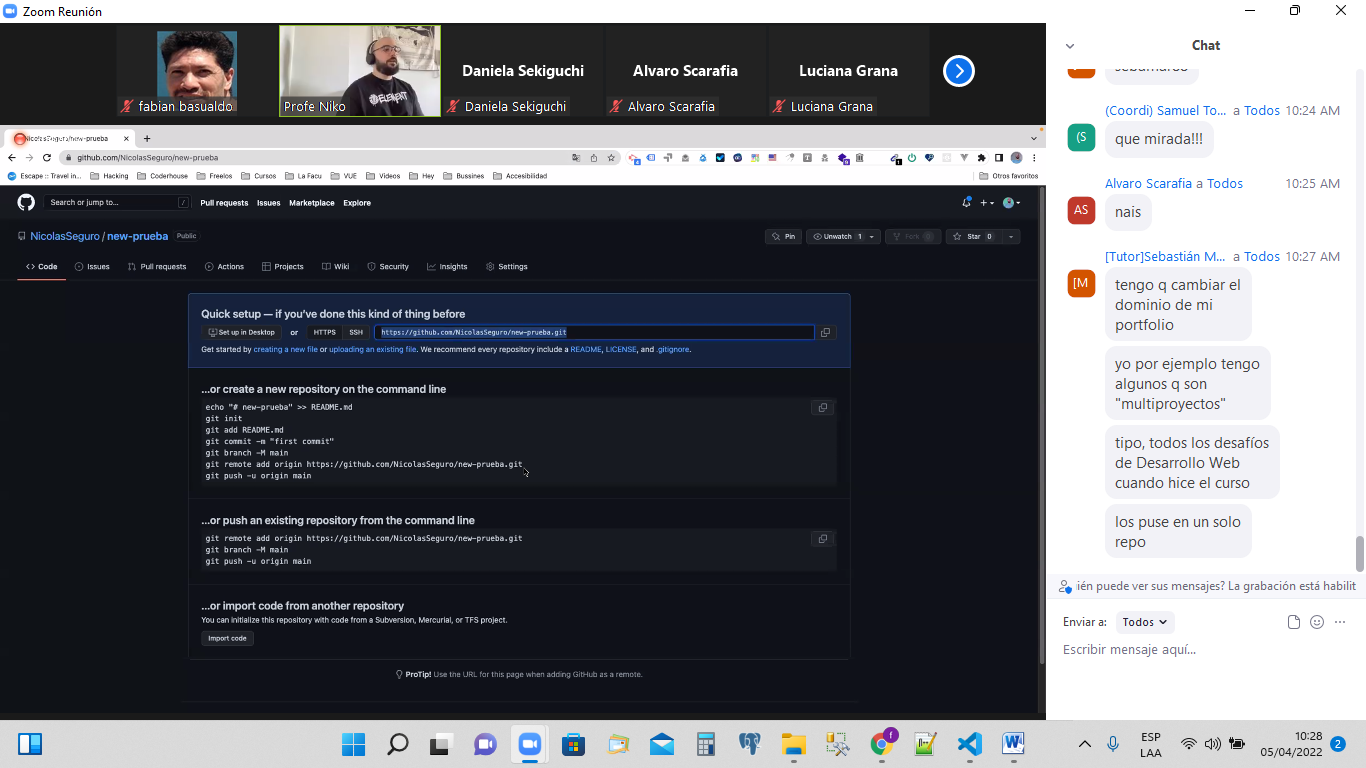 Zoom Reunión
fabian basualdo
ELEMENT
Profe Niko
Daniela Sekiguchi
Daniela Sekiguchi
Alvaro Scarafia
Alvaro Scarafia
Luciana Grana
Luciana Grana
github.com/NicolasSeguro/new-prueba
Escape :: Travel in...
Hacking
Coderhouse
Freelos
Cursos
La Facu
VUE
Videos
Hey
Bussines
Accesibilidad
Otros favoritos
Search or jump to...
/
Pull requests
Issues
Marketplace
Explore
NicolasSeguro / new-prueba
Public
Pin
Unwatch 1
Fork 0
Star 0
Code
Issues
Pull requests
Actions
Projects
Wiki
Security
Insights
Settings
Quick setup — if you've done this kind of thing before
Set up in Desktop or HTTPS SSH https://github.com/NicolasSeguro/new-prueba.git
Get started by creating a new file or uploading an existing file. We recommend every repository include a README, LICENSE, and .gitignore.
...or create a new repository on the command line
echo "# new-prueba" >> README.md
git init
git add README.md
git commit -m "first commit"
git branch -M main
git remote add origin https://github.com/NicolasSeguro/new-prueba.git
git push -u origin main
...or push an existing repository from the command line
git remote add origin https://github.com/NicolasSeguro/new-prueba.git
git branch -M main
git push -u origin main
...or import code from another repository
You can initialize this repository with code from a Subversion, Mercurial, or TFS project.
Import code
ProTip! Use the URL for this page when adding GitHub as a remote.
Chat
(Coordi) Samuel To... a Todos 10:24 AM
(S
que mirada!!!
Alvaro Scarafia a Todos 10:25 AM
AS
nais
[Tutor]Sebastián M... a Todos 10:27 AM
[M
tengo q cambiar el
dominio de mi
portfolio
yo por ejemplo tengo
algunos q son
"multiproyectos"
tipo, todos los desafíos
de Desarrollo Web
cuando hice el curso
los puse en un solo
repo
ién puede ver sus mensajes? La grabación está habilit
Enviar a: Todos
Escribir mensaje aquí...
ESP
LAA
10:28
05/04/2022
2